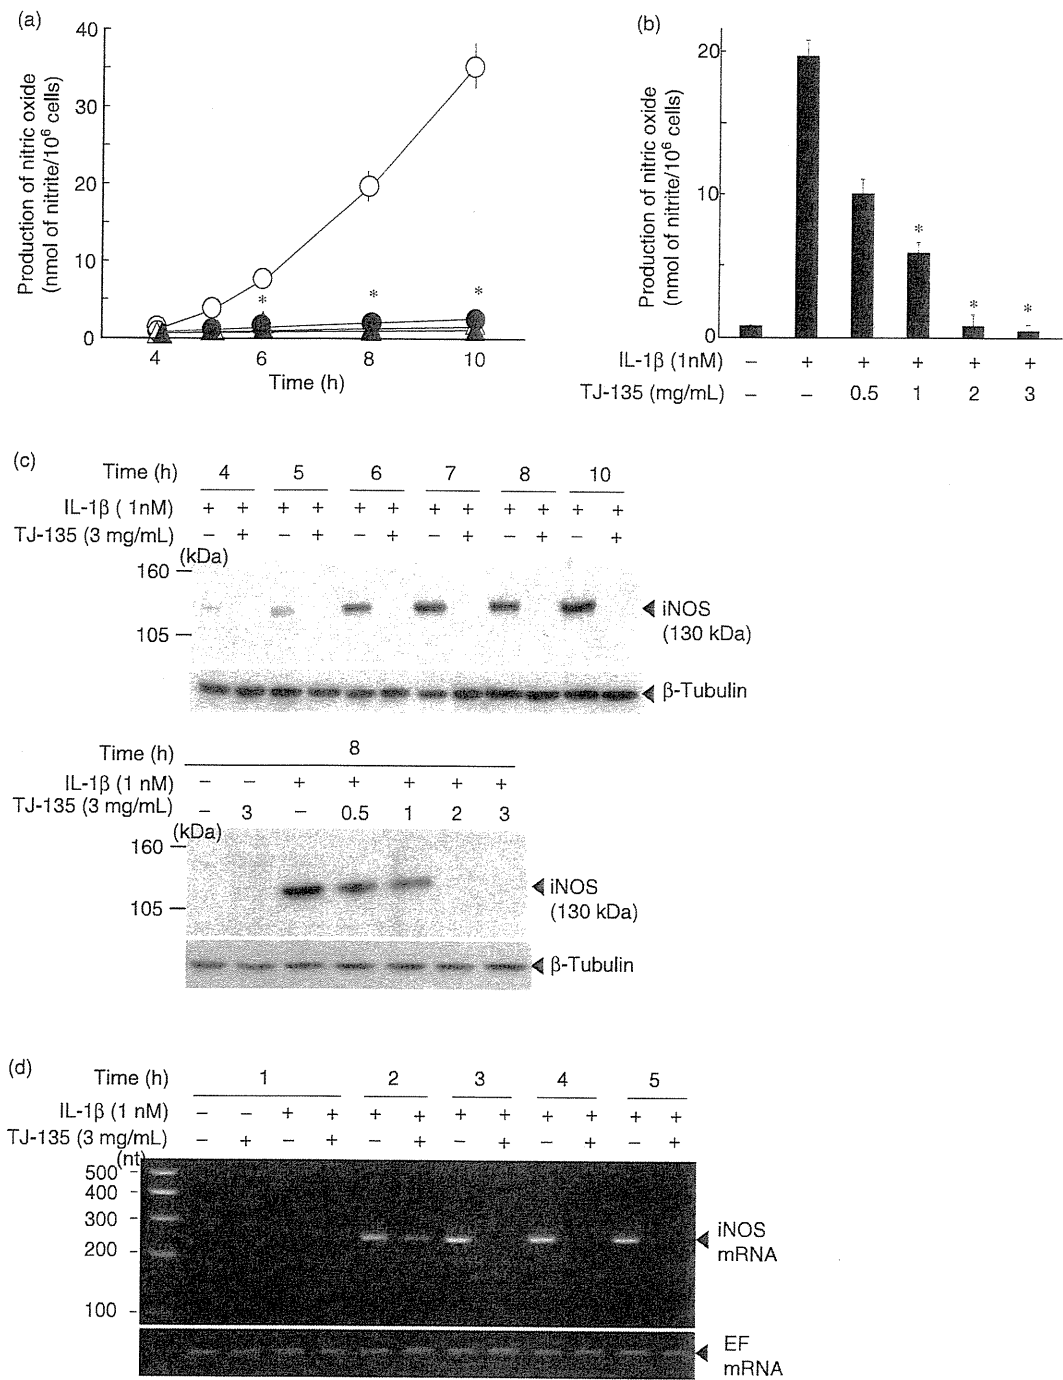 (a)
Production of nitric oxide
(nmol of nitrite/10⁶ cells)
40
30
20
10
0
* * *
4 6 8 10
Time (h)
(b)
Production of nitric oxide
(nmol of nitrite/10⁶ cells)
20
10
0
* * *
IL-1β (1nM) – + + + + +
TJ-135 (mg/mL) – – 0.5 1 2 3
(c)
Time (h) 4 5 6 7 8 10
IL-1β ( 1nM) + + + + + + + + + + + +
TJ-135 (3 mg/mL) – + – + – + – + – + – +
(kDa)
160
105
iNOS
(130 kDa)
β-Tubulin
Time (h) 8
IL-1β (1 nM) – – + + + + +
TJ-135 (3 mg/mL) – 3 – 0.5 1 2 3
(kDa)
160
105
iNOS
(130 kDa)
β-Tubulin
(d)
Time (h) 1 2 3 4 5
IL-1β (1 nM) – – + + + + + + + + + +
TJ-135 (3 mg/mL) – + – + – + – + – + – +
(nt)
500
400
300
200
100
iNOS
mRNA
EF
mRNA